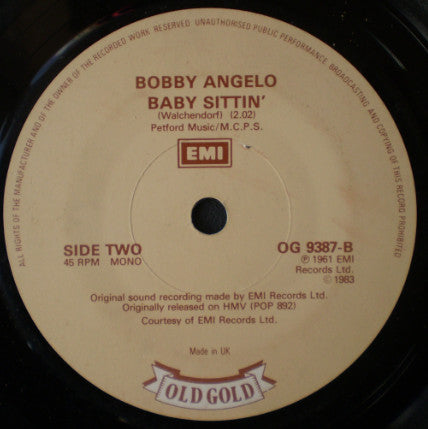 ALL RIGHTS OF THE MANUFACTURER AND OF THE OWNER OF THE RECORDED WORK RESERVED. UNAUTHORISED PUBLIC PERFORMANCE, BROADCASTING AND COPYING OF THIS RECORD PROHIBITED
BOBBY ANGELO
BABY SITTIN'
(Walchendorf) (2.02)
Petford Music/M.C.P.S.
EMI
SIDE TWO
45 RPM MONO
OG 9387-B
℗ 1961 EMI
Records Ltd.
© 1983
Original sound recording made by EMI Records Ltd.
Originally released on HMV (POP 892)
Courtesy of EMI Records Ltd.
Made in UK
OLD GOLD